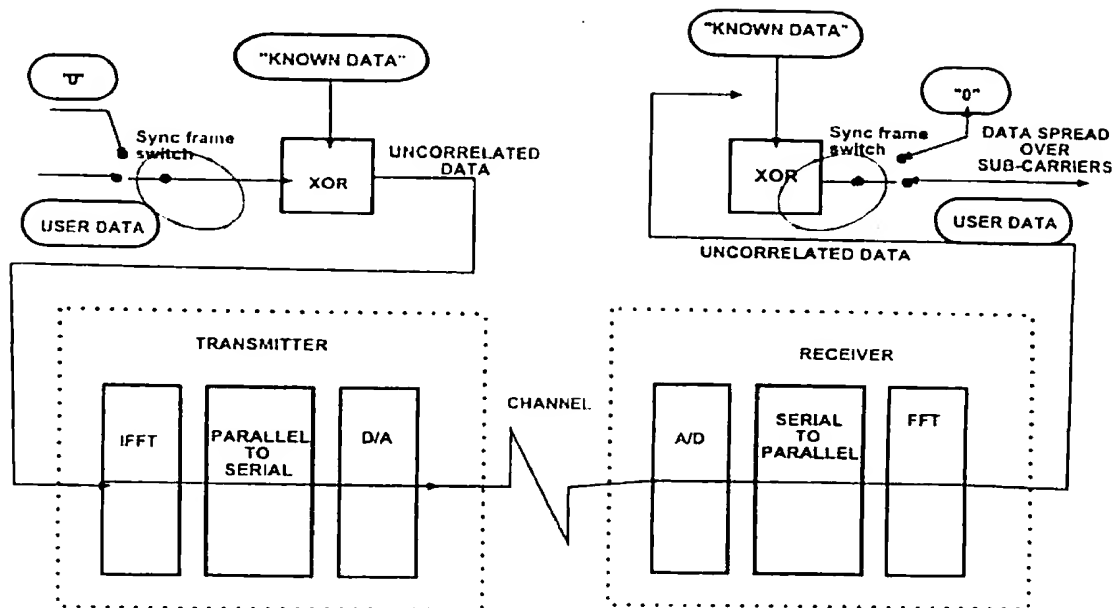 "KNOWN DATA"
"0"
Sync frame
switch
XOR
UNCORRELATED
DATA
USER DATA
"KNOWN DATA"
"0"
Sync frame
switch
DATA SPREAD
OVER
SUB-CARRIERS
XOR
USER DATA
UNCORRELATED DATA
TRANSMITTER
IFFT
PARALLEL
TO
SERIAL
D/A
CHANNEL
RECEIVER
A/D
SERIAL
TO
PARALLEL
FFT